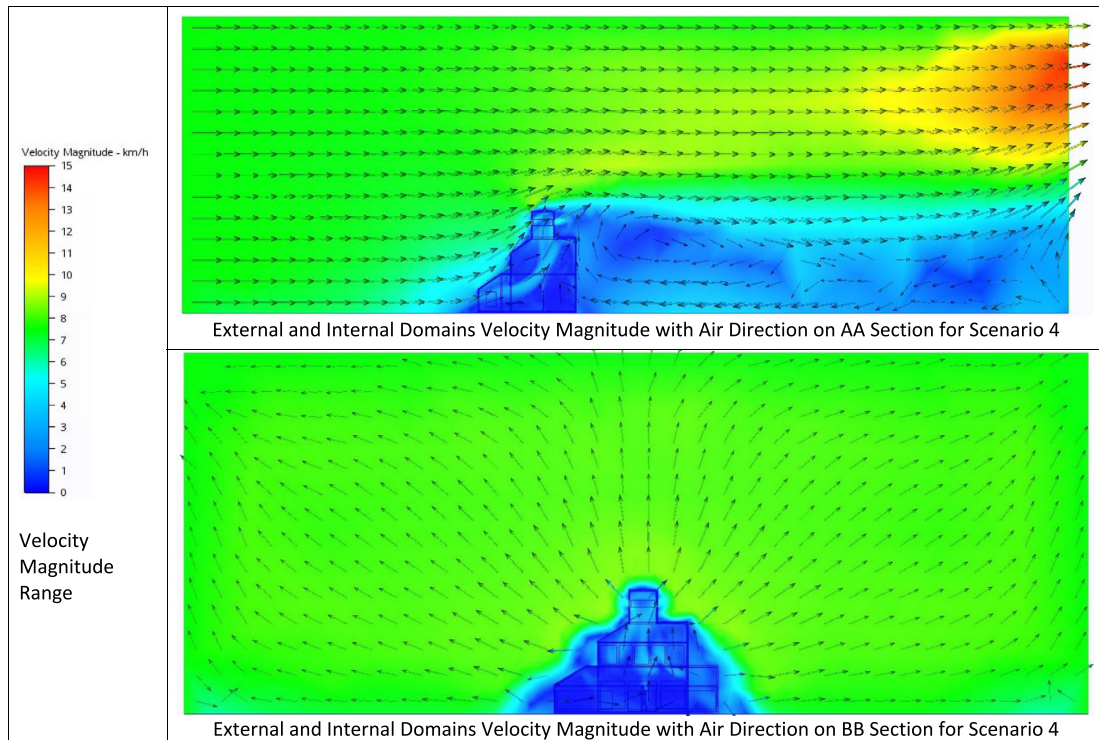 External and Internal Domains Velocity Magnitude with Air Direction on AA Section for Scenario 4
Velocity Magnitude - km/h
15
14
13
12
11
10
9
8
7
6
5
4
3
2
1
0
Velocity
Magnitude
Range
External and Internal Domains Velocity Magnitude with Air Direction on BB Section for Scenario 4